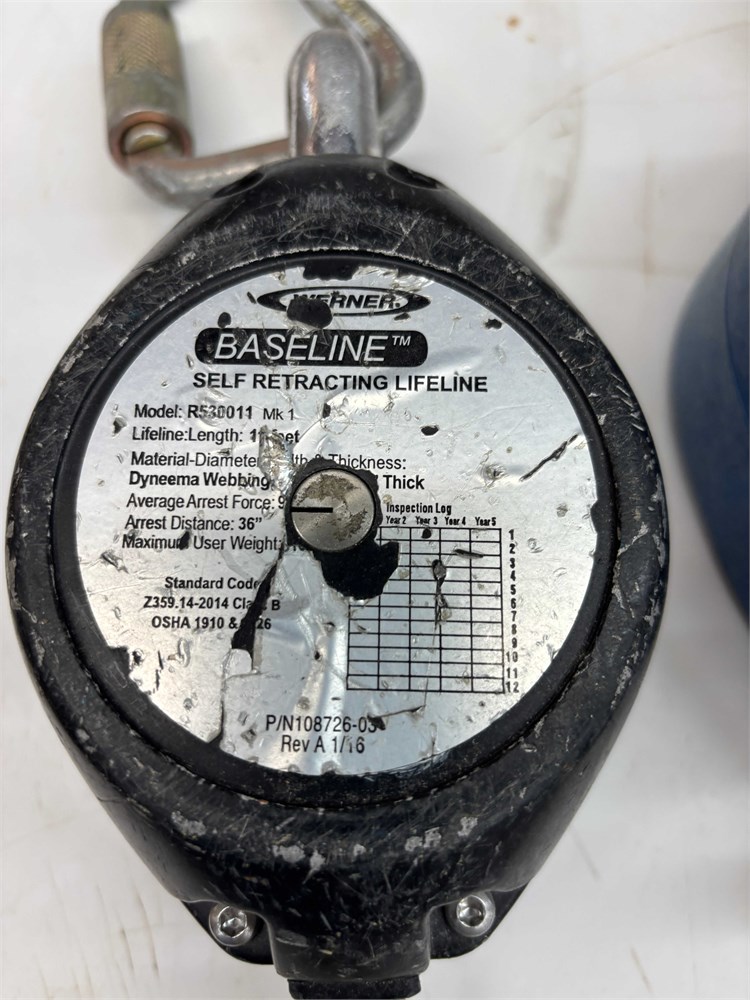 WERNER
BASELINE™
SELF RETRACTING LIFELINE
Model: R530011 Mk 1
Lifeline:Length:
Material-Diameter Thickness:
Dyneema Webbing Thick
Average Arrest Force:
Arrest Distance: 36"
Maximum User Weight:
Inspection Log
Year 2 Year 3 Year 4 Year 5
1
2
3
4
5
6
7
8
9
10
11
12
Standard Code
Z359.14-2014 Class B
OSHA 1910 &
P/N108726-03
Rev A 1/16